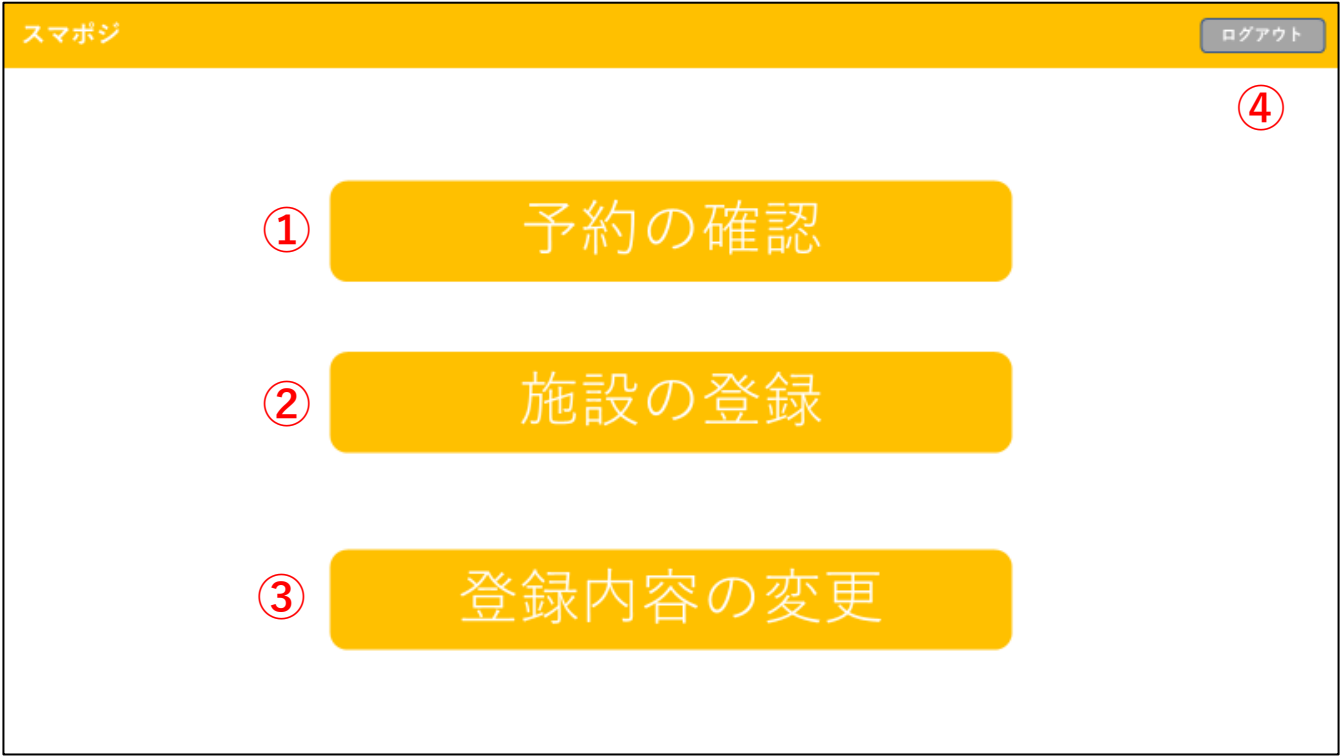 スマポジ
ログアウト
④
① 予約の確認
② 施設の登録
③ 登録内容の変更